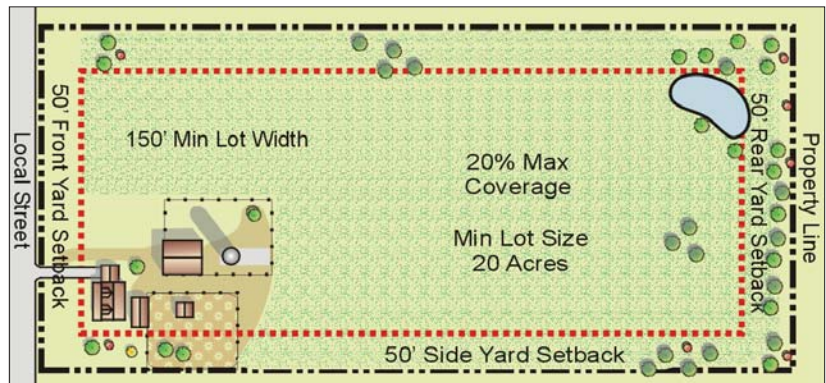 Local Street
50' Front Yard Setback
150' Min Lot Width
20% Max
Coverage
Min Lot Size
20 Acres
50' Side Yard Setback
50' Rear Yard Setback
Property Line